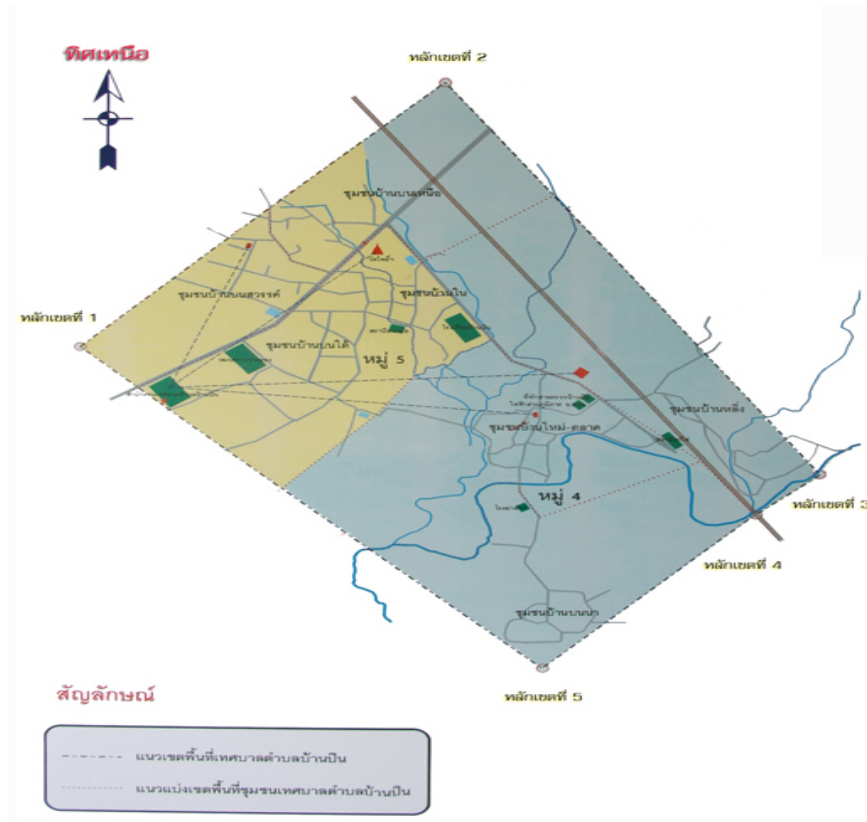 ทิศเหนือ
หลักเขตที่ 2
ชุมชนบ้านบนเหนือ
ชุมชนบ้านบนสวรรค์
ชุมชนบ้านใน
หลักเขตที่ 1
ชุมชนบ้านบนใต้
หมู่ 5
ชุมชนบ้านหลิ่ง
ชุมชนบ้านใหม่-ตลาด
หมู่ 4
หลักเขตที่ 3
หลักเขตที่ 4
ชุมชนบ้านบนนา
หลักเขตที่ 5
สัญลักษณ์
แนวเขตพื้นที่เทศบาลตำบลบ้านปิน
แนวแบ่งเขตพื้นที่ชุมชนเทศบาลตำบลบ้านปิน